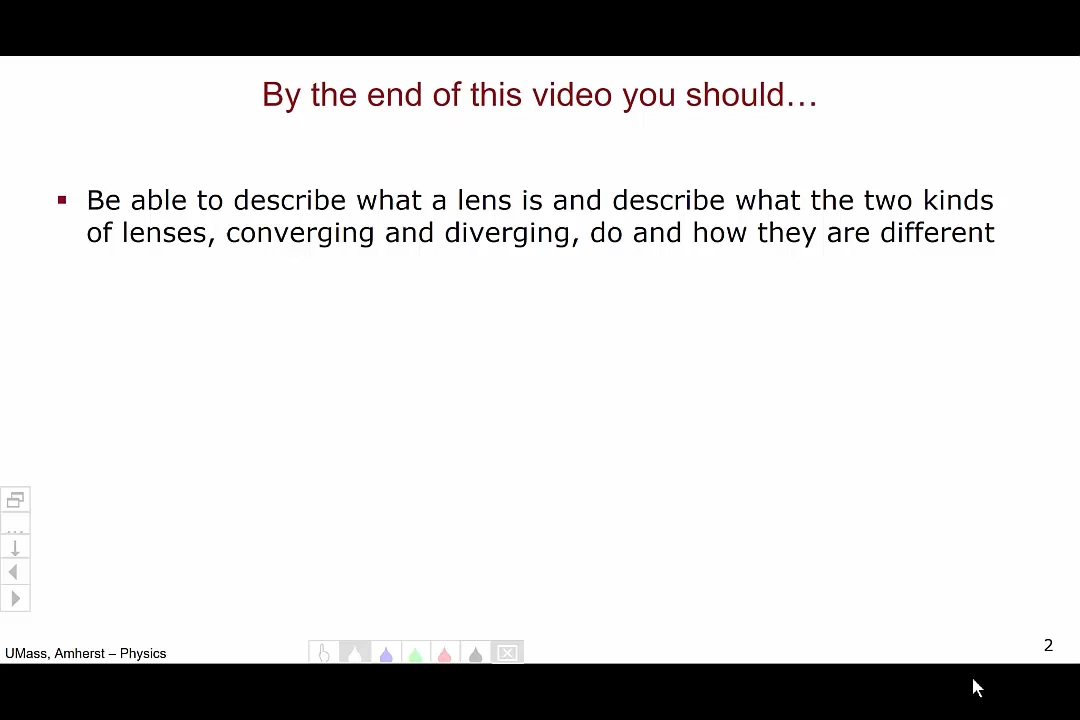 By the end of this video you should…
▪ Be able to describe what a lens is and describe what the two kinds
of lenses, converging and diverging, do and how they are different
UMass, Amherst – Physics
2